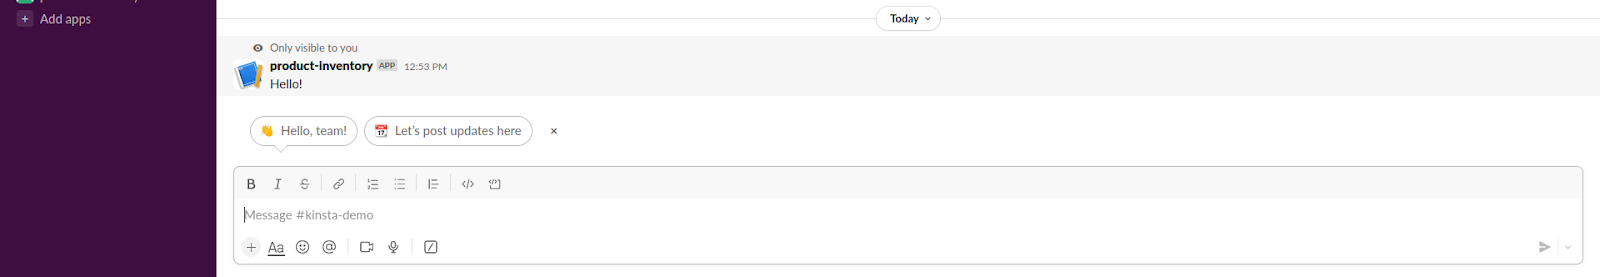 Add apps
Today
Only visible to you
product-inventory APP 12:53 PM
Hello!
Hello, team!
Let's post updates here
Message #kinsta-demo
Aa